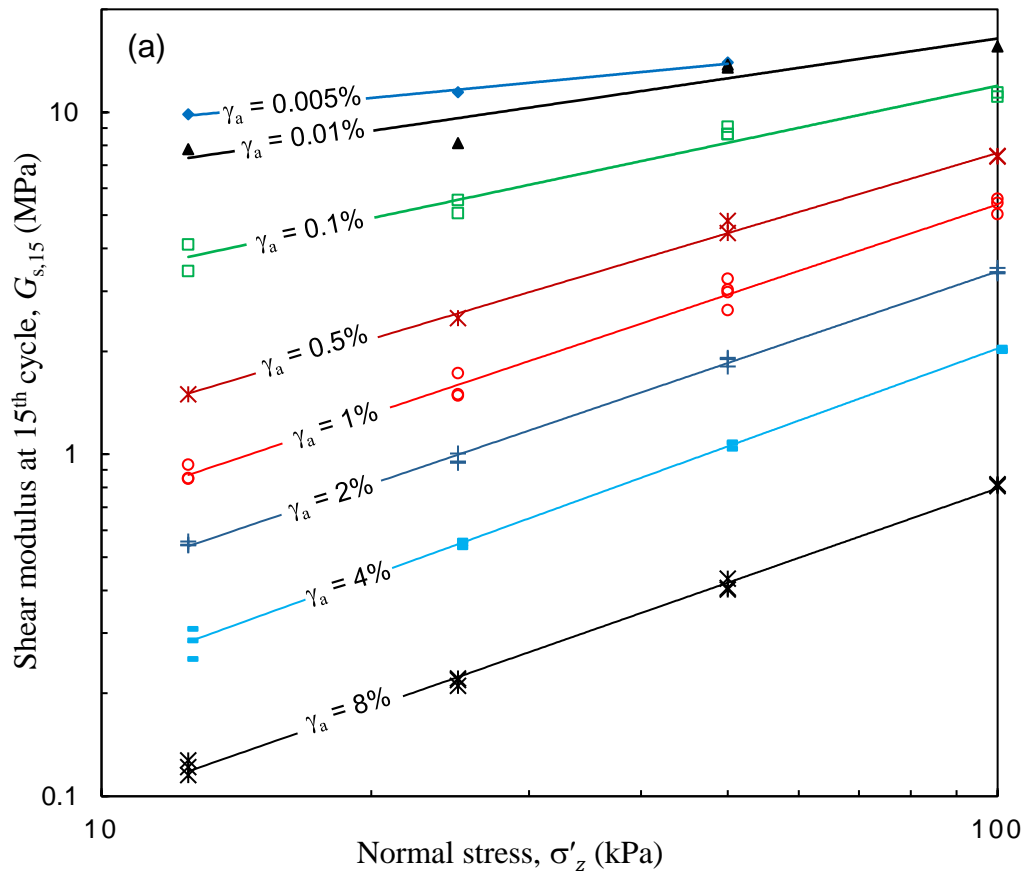 (a)
Shear modulus at 15th cycle, Gs,15 (MPa)
10
1
0.1
γa = 0.005%
γa = 0.01%
γa = 0.1%
γa = 0.5%
γa = 1%
γa = 2%
γa = 4%
γa = 8%
10
100
Normal stress, σ′z (kPa)